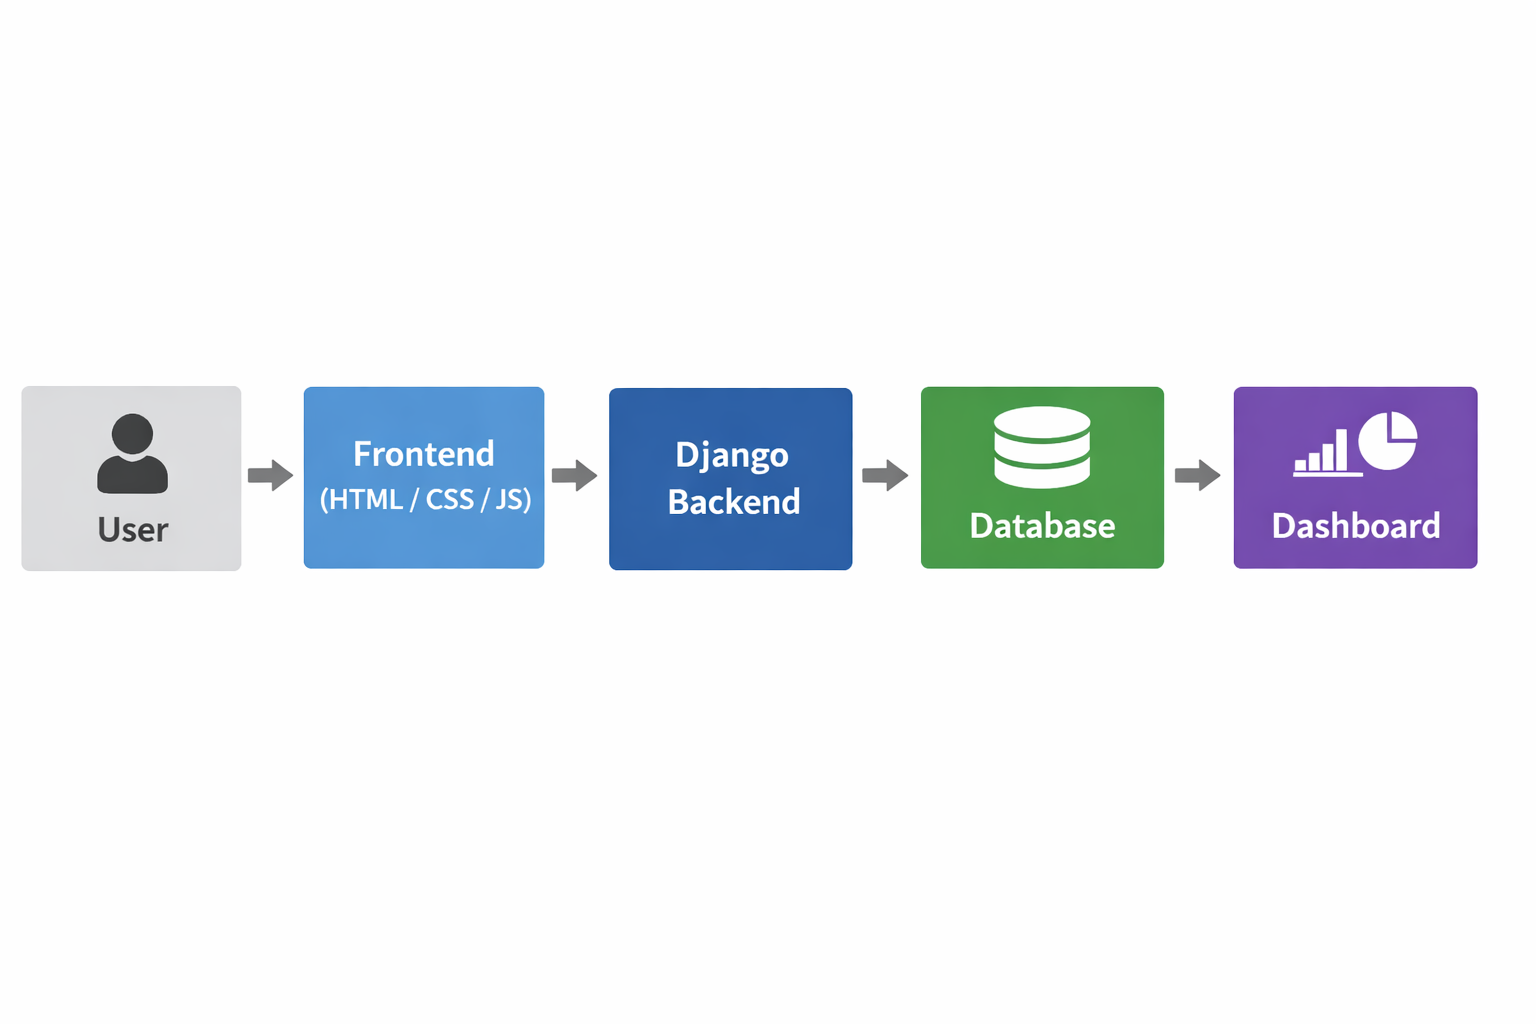 User
Frontend
(HTML / CSS / JS)
Django
Backend
Database
Dashboard